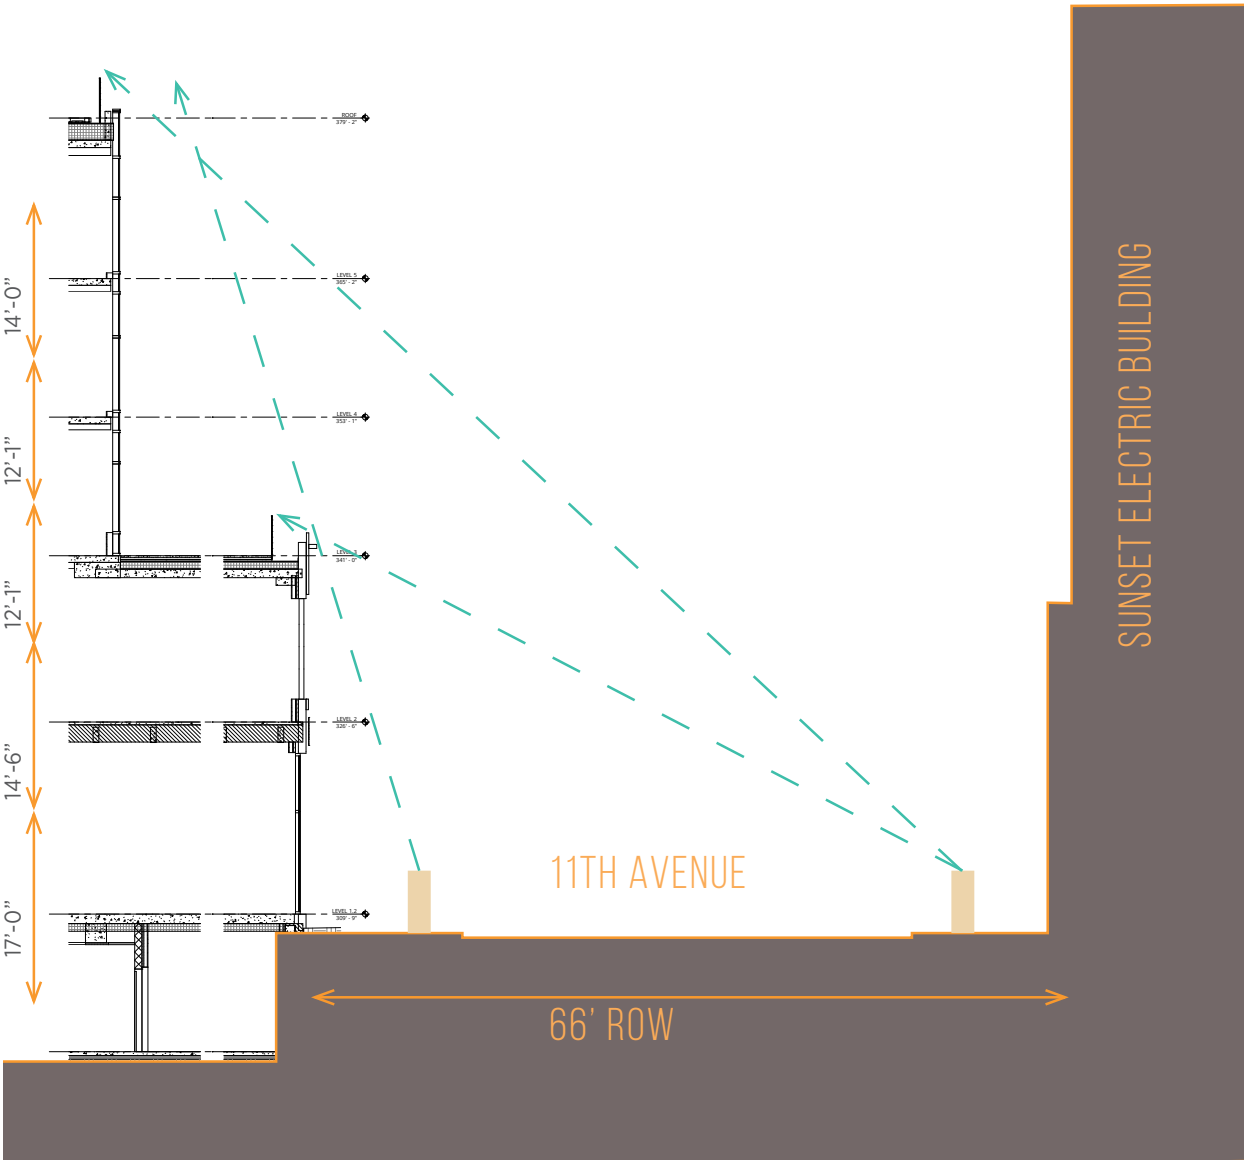 ROOF
379' - 2"
LEVEL 5
365' - 2"
LEVEL 4
353' - 1"
LEVEL 3
341' - 0"
LEVEL 2
326' - 6"
LEVEL 1.2
309' - 9"
14'-0"
12'-1"
12'-1"
14'-6"
17'-0"
11TH AVENUE
66' ROW
SUNSET ELECTRIC BUILDING